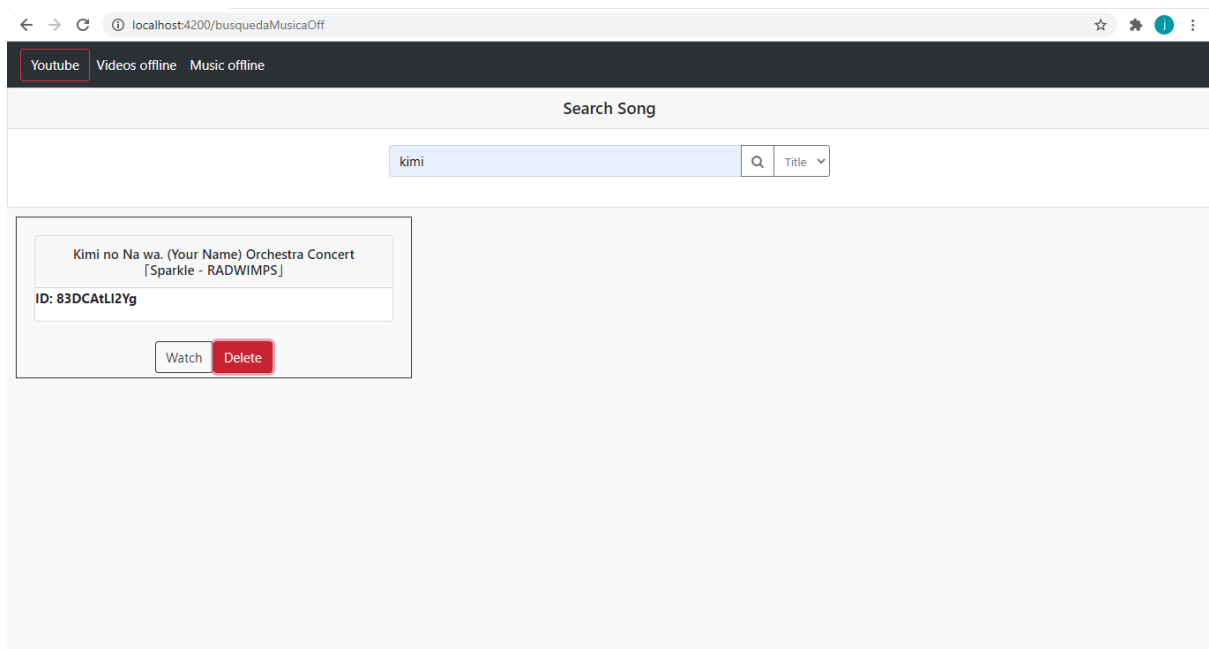 localhost:4200/busquedaMusicaOff
j
Youtube Videos offline Music offline
Search Song
kimi Title
Kimi no Na wa. (Your Name) Orchestra Concert
「Sparkle - RADWIMPS」
ID: 83DCAtLI2Yg
Watch Delete